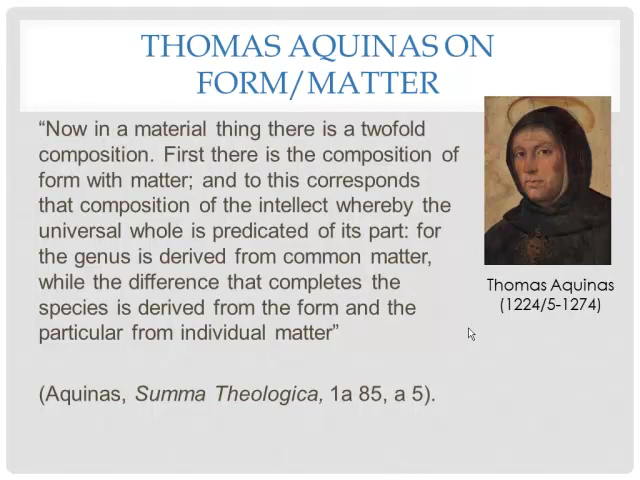 THOMAS AQUINAS ON
FORM/MATTER
“Now in a material thing there is a twofold
composition. First there is the composition of
form with matter; and to this corresponds
that composition of the intellect whereby the
universal whole is predicated of its part: for
the genus is derived from common matter,
while the difference that completes the
species is derived from the form and the
particular from individual matter”
(Aquinas, Summa Theologica, 1a 85, a 5).
Thomas Aquinas
(1224/5-1274)